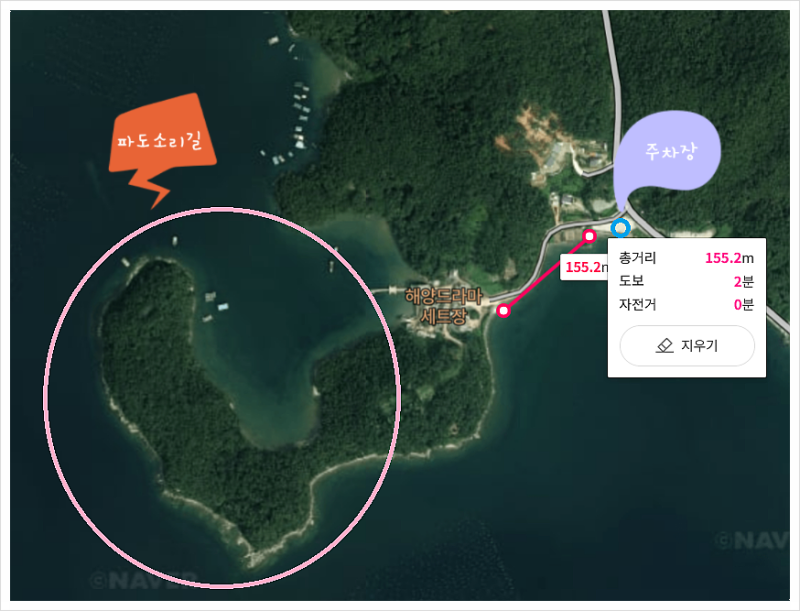 파도소리길
주차장
해양드라마
세트장
155.2m
총거리 155.2m
도보 2분
자전거 0분
지우기
©NAVER
©NAV